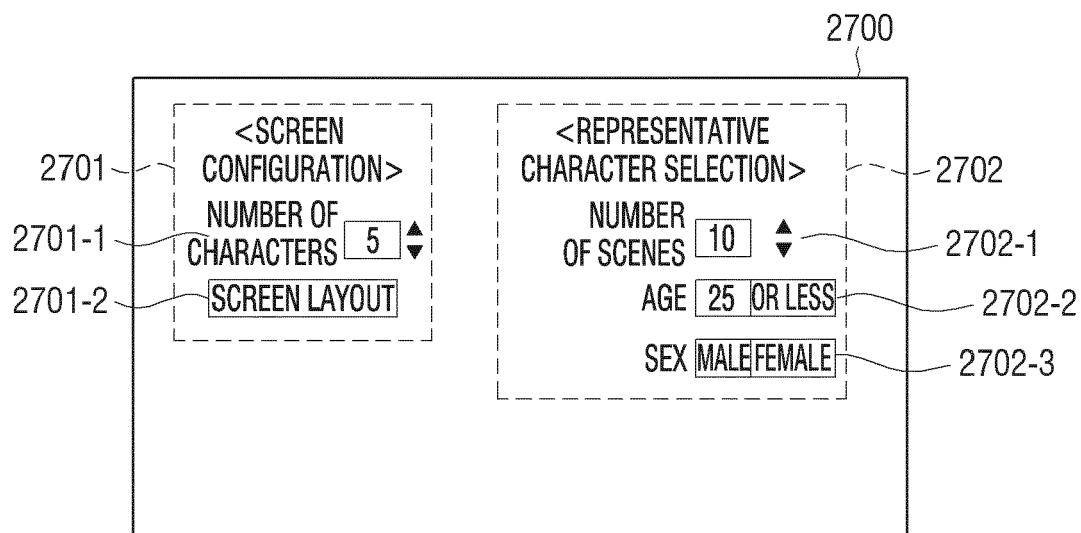 2700
<SCREEN
CONFIGURATION>
2701
NUMBER OF
CHARACTERS 5
2701-1
SCREEN LAYOUT
2701-2
<REPRESENTATIVE
CHARACTER SELECTION>
2702
NUMBER
OF SCENES 10
2702-1
AGE 25 OR LESS
2702-2
SEX MALE FEMALE
2702-3